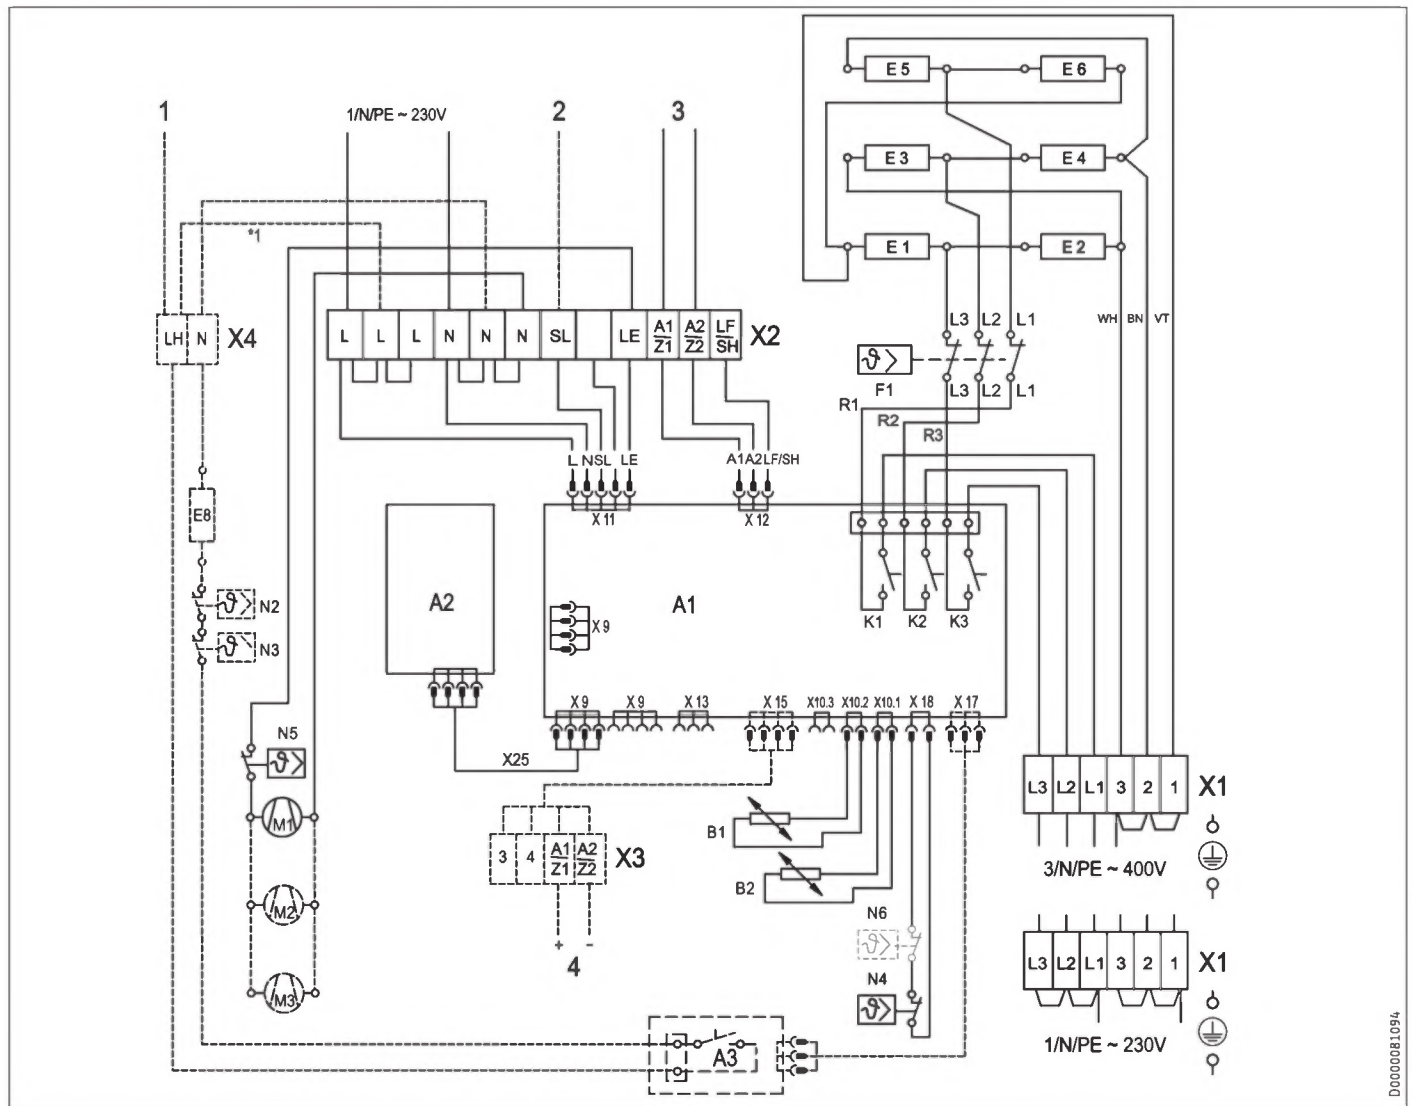 E 5 E 6
1 1/N/PE ~ 230V 2 3
E 3 E 4
*1
E 1 E 2
L3 L2 L1 WH BN VT
LH N X4
L L L N N N SL LE A1 Z1 A2 Z2 LF SH X2
F1 L3 L2 L1
R1
R2
R3
L N SL LE A1 A2 LF/SH
X 11 X 12
E8
A2 A1
N2
K1 K2 K3
X 9
N3
X 9 X 9 X 13 X 15 X10.3 X10.2 X10.1 X 18 X 17
N5
X25
L3 L2 L1 3 2 1 X1
M1
B1
3 4 A1 Z1 A2 Z2 X3
3/N/PE ~ 400V
B2
M2
N6
+ -
4
L3 L2 L1 3 2 1 X1
N4
M3
1/N/PE ~ 230V
A3
D0000081094